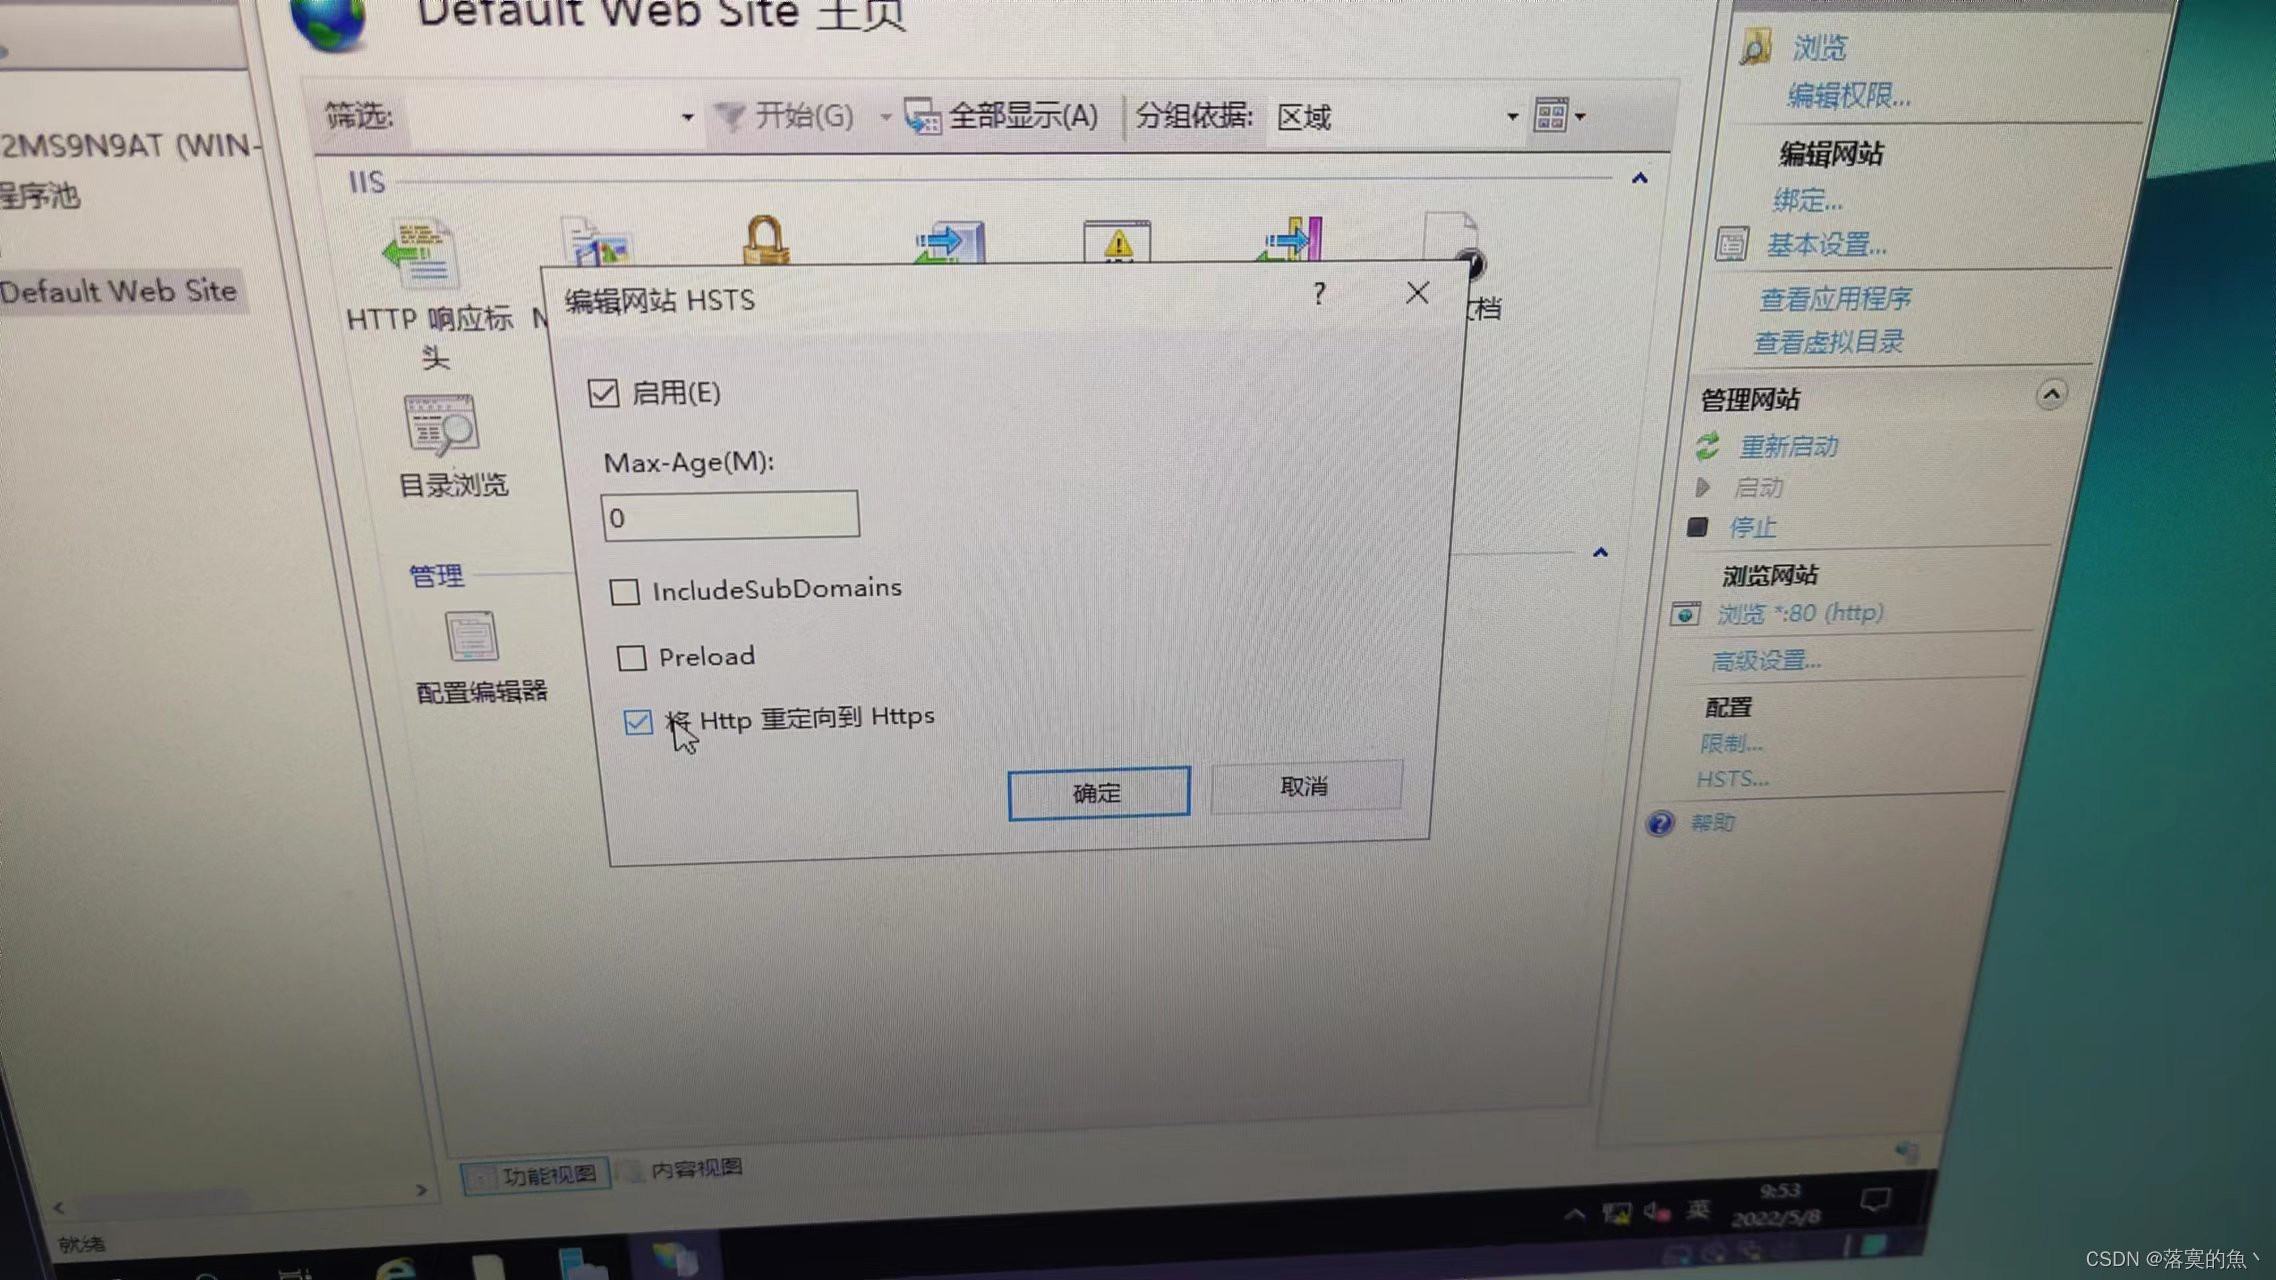 Default Web Site 主页
筛选:
开始(G)
全部显示(A)
分组依据:
区域
2MS9N9AT (WIN-
程序池
Default Web Site
IIS
HTTP 响应标
头
目录浏览
管理
配置编辑器
编辑网站 HSTS
?
启用(E)
Max-Age(M):
0
IncludeSubDomains
Preload
将 Http 重定向到 Https
确定
取消
档
浏览
编辑权限...
编辑网站
绑定...
基本设置...
查看应用程序
查看虚拟目录
管理网站
重新启动
启动
停止
浏览网站
浏览 *:80 (http)
高级设置...
配置
限制...
HSTS...
帮助
功能视图
内容视图
就绪
英
9:53
2022/5/8
CSDN @落寞的魚丶